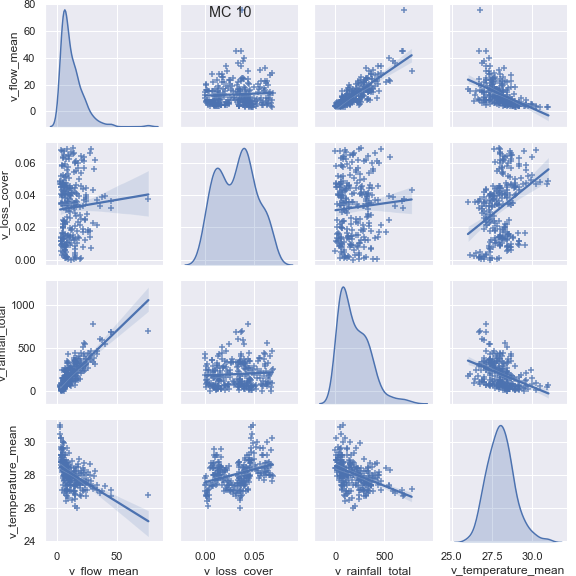 MC 10
80
60
40
20
0
v_flow_mean
0.06
0.04
0.02
0.00
v_loss_cover
1000
500
0
v_rainfall_total
30
28
26
24
v_temperature_mean
0 50
v_flow_mean
0.00 0.05
v_loss_cover
0 500
v_rainfall_total
25.0 27.5 30.0
v_temperature_mean